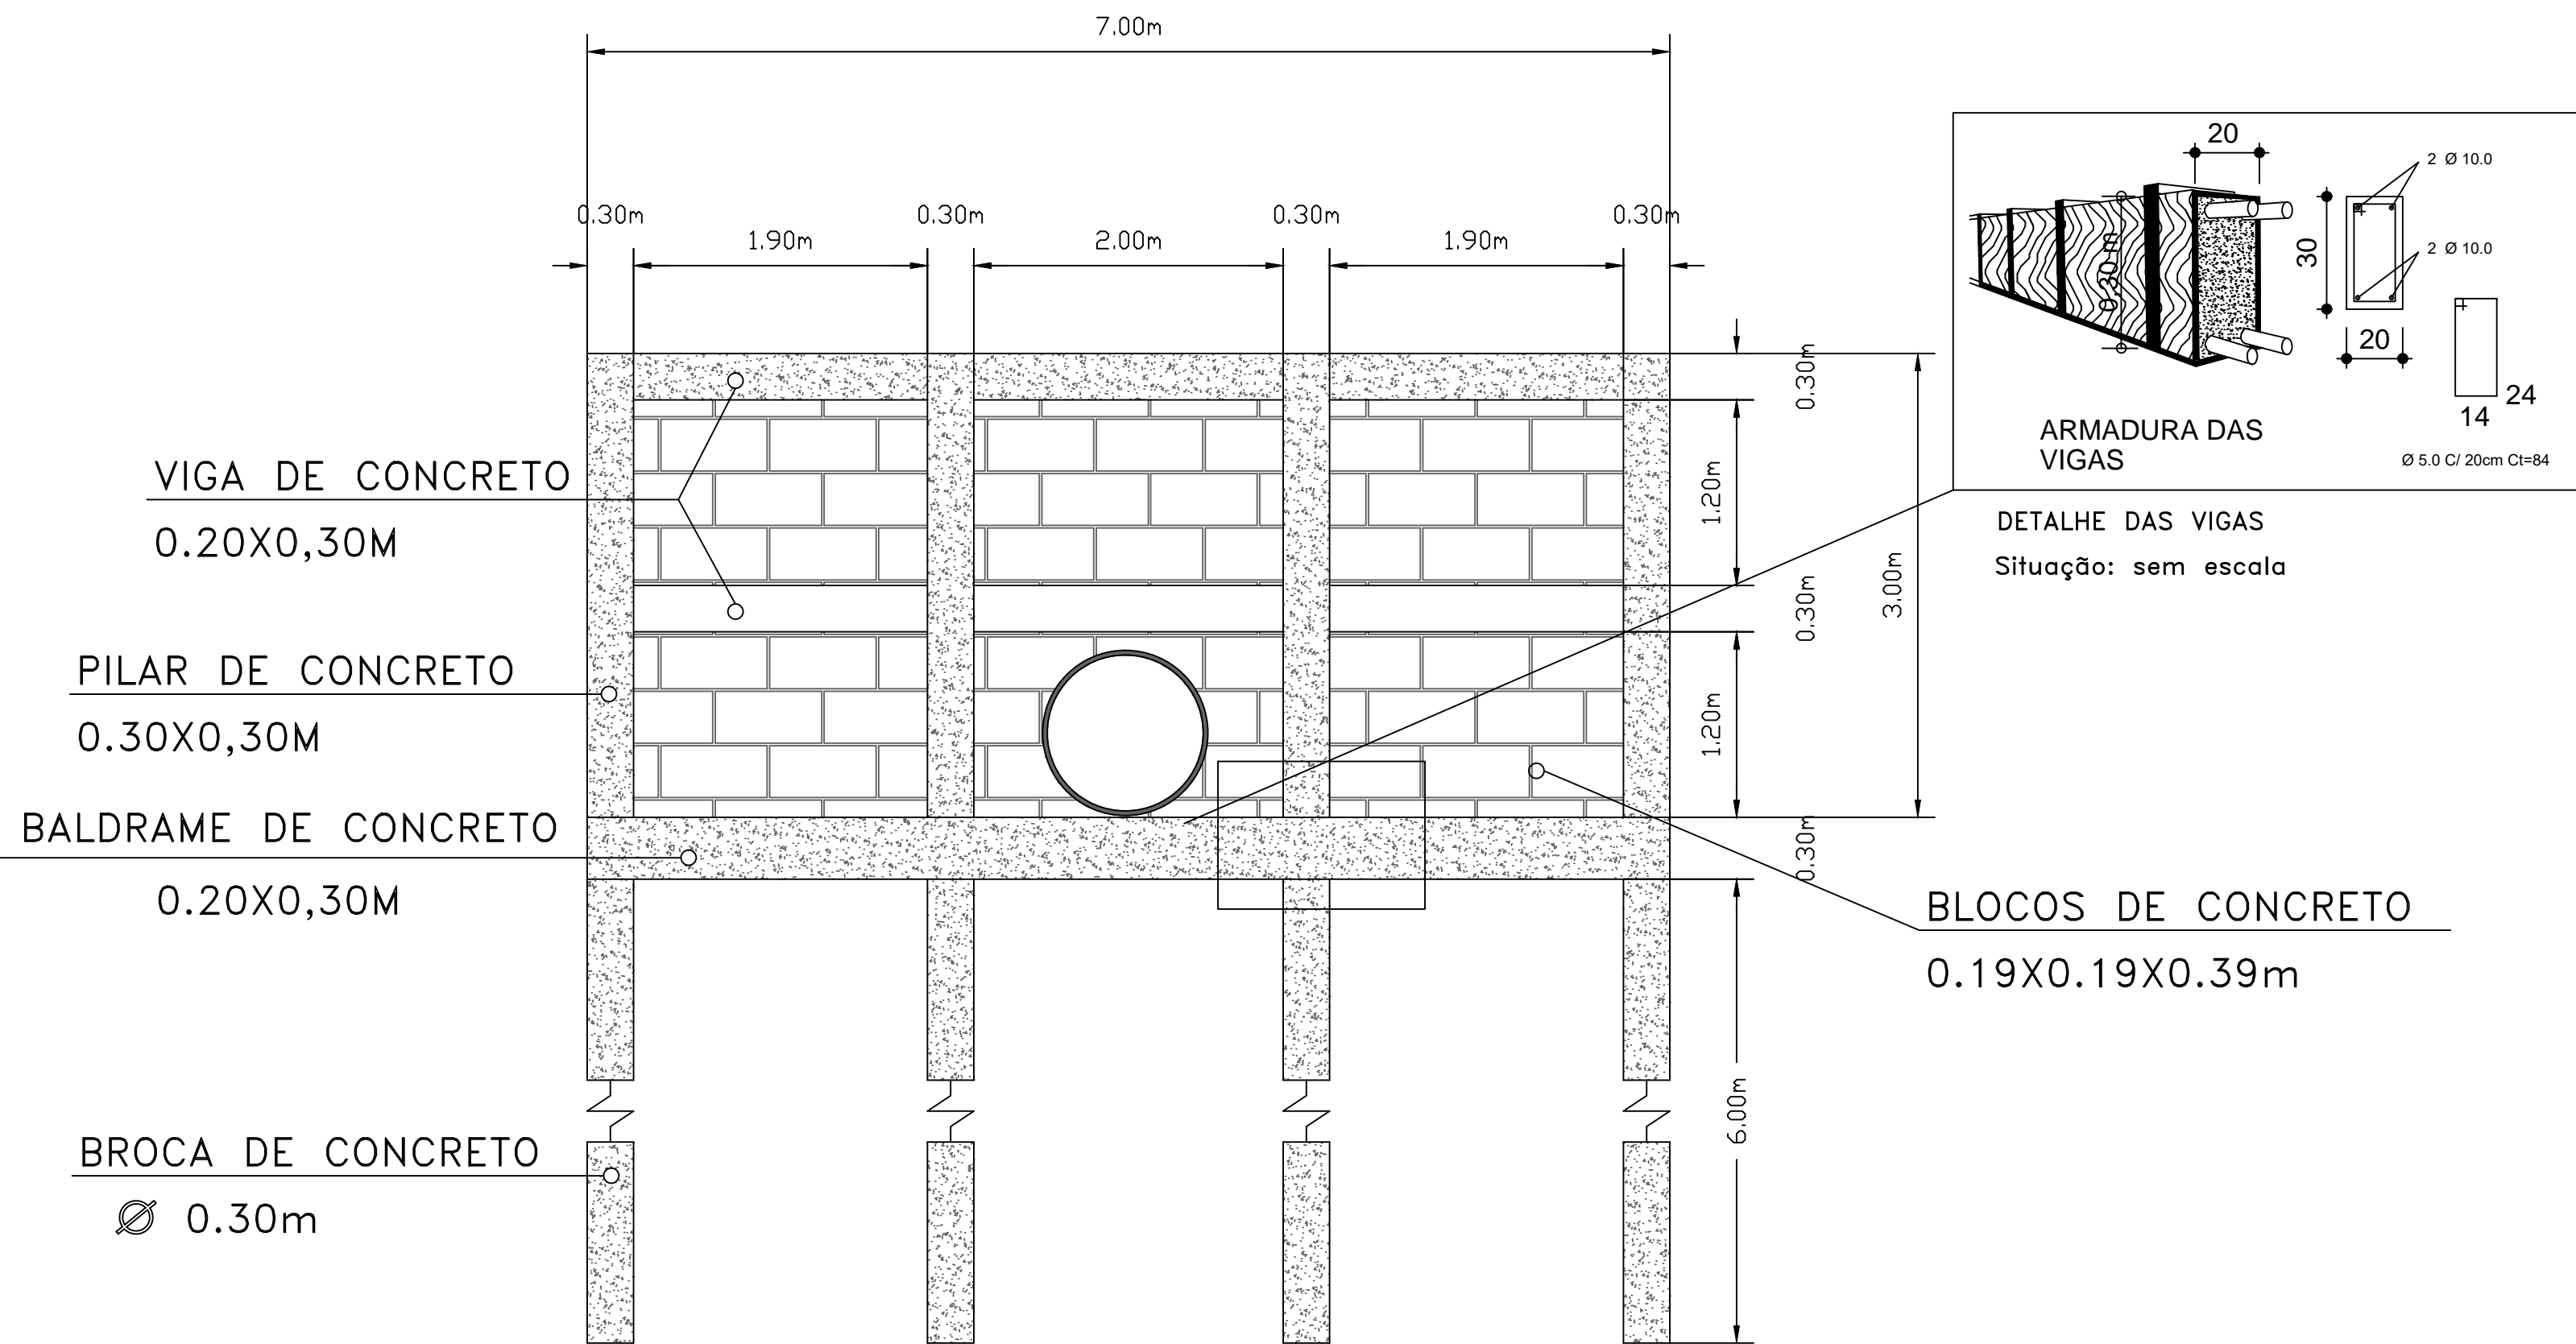 7.00m
0.30m 0.30m 0.30m 0.30m
1.90m 2.00m 1.90m
VIGA DE CONCRETO
0.20X0,30M
PILAR DE CONCRETO
0.30X0,30M
BALDRAME DE CONCRETO
0.20X0,30M
BROCA DE CONCRETO
Ø 0.30m
0.30m
1.20m
0.30m
1.20m
0.30m
3.00m
6.00m
20
0.30 m
30
20
2 Ø 10.0
2 Ø 10.0
24
14
Ø 5.0 C/ 20cm Ct=84
ARMADURA DAS
VIGAS
DETALHE DAS VIGAS
Situação: sem escala
BLOCOS DE CONCRETO
0.19X0.19X0.39m